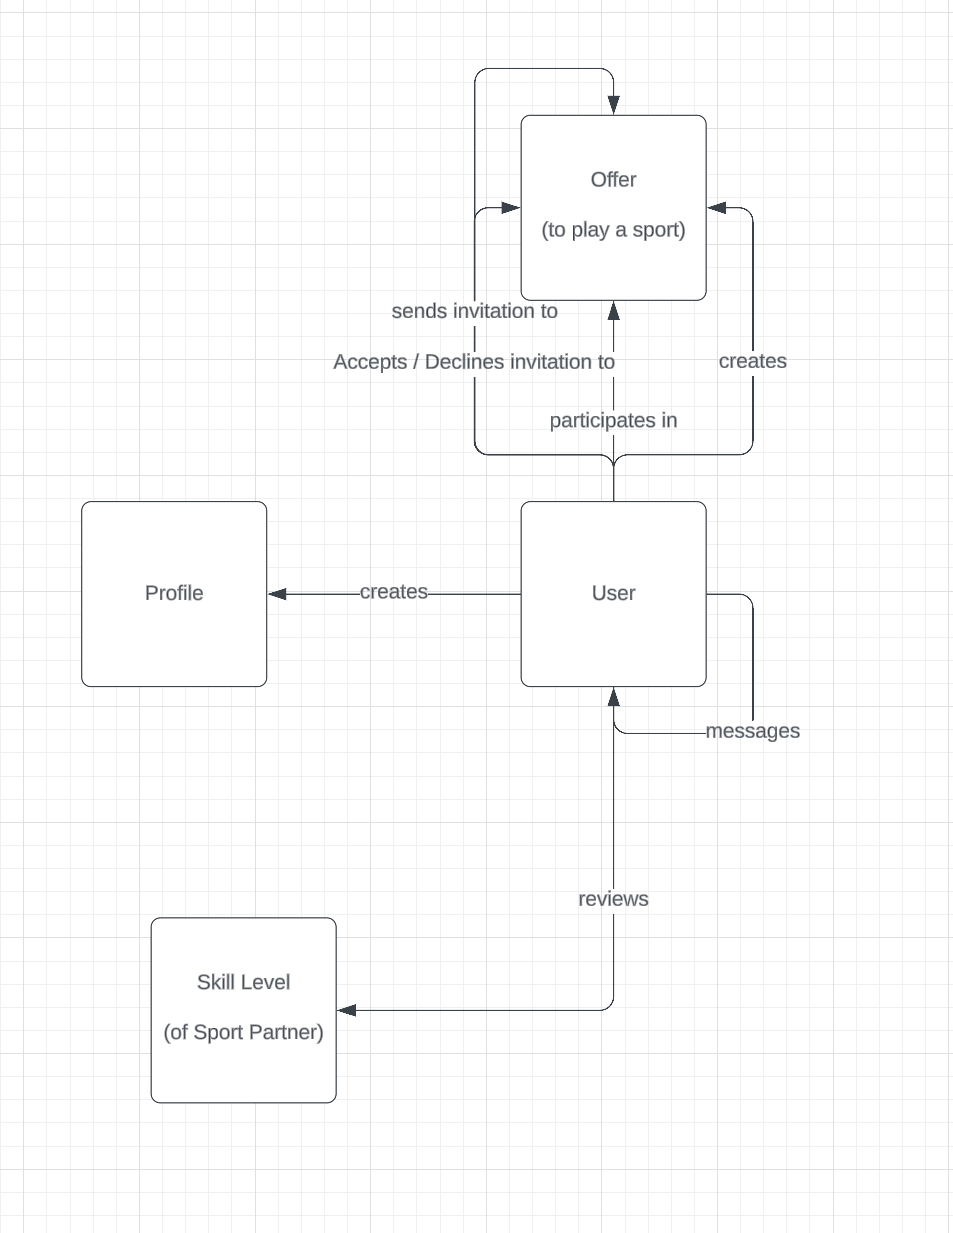 Offer
(to play a sport)
sends invitation to
Accepts / Declines invitation to
creates
participates in
Profile
creates
User
messages
reviews
Skill Level
(of Sport Partner)